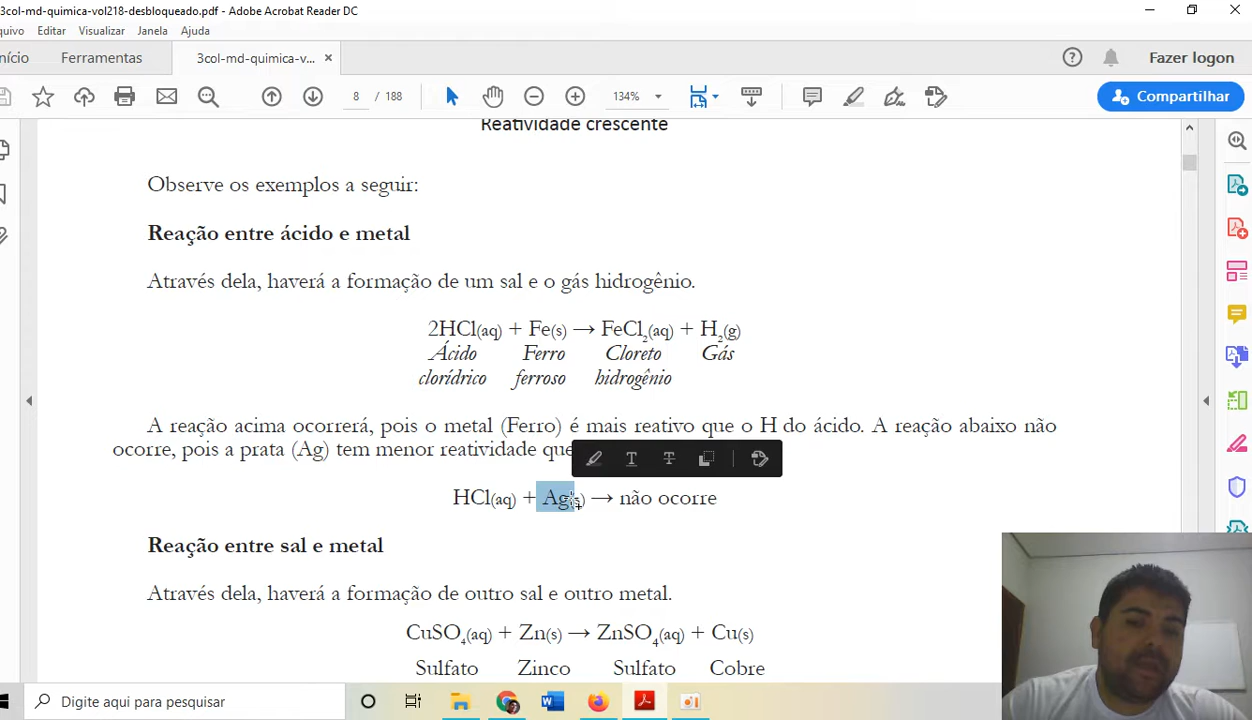 3col-md-quimica-vol218-desbloqueado.pdf - Adobe Acrobat Reader DC
quivo Editar Visualizar Janela Ajuda
nício Ferramentas 3col-md-quimica-v... × Fazer logon
8 / 188 134% Compartilhar
Reatividade crescente
Observe os exemplos a seguir:
Reação entre ácido e metal
Através dela, haverá a formação de um sal e o gás hidrogênio.
2HCl(aq) + Fe(s) → FeCl₂(aq) + H₂(g)
Ácido Ferro Cloreto Gás
clorídrico ferroso hidrogênio
A reação acima ocorrerá, pois o metal (Ferro) é mais reativo que o H do ácido. A reação abaixo não
ocorre, pois a prata (Ag) tem menor reatividade que
HCl(aq) + Ag(s) → não ocorre
Reação entre sal e metal
Através dela, haverá a formação de outro sal e outro metal.
CuSO₄(aq) + Zn(s) → ZnSO₄(aq) + Cu(s)
Sulfato Zinco Sulfato Cobre
Digite aqui para pesquisar